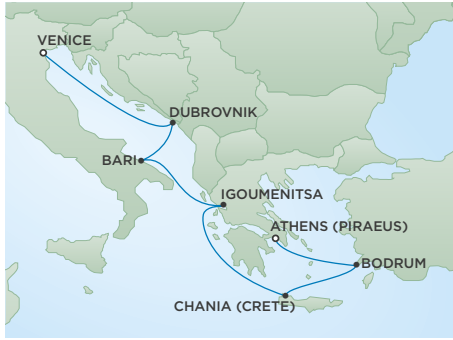 VENICE
DUBROVNIK
BARI
IGOUMENITSA
ATHENS (PIRAEUS)
BODRUM
CHANIA (CRETE)